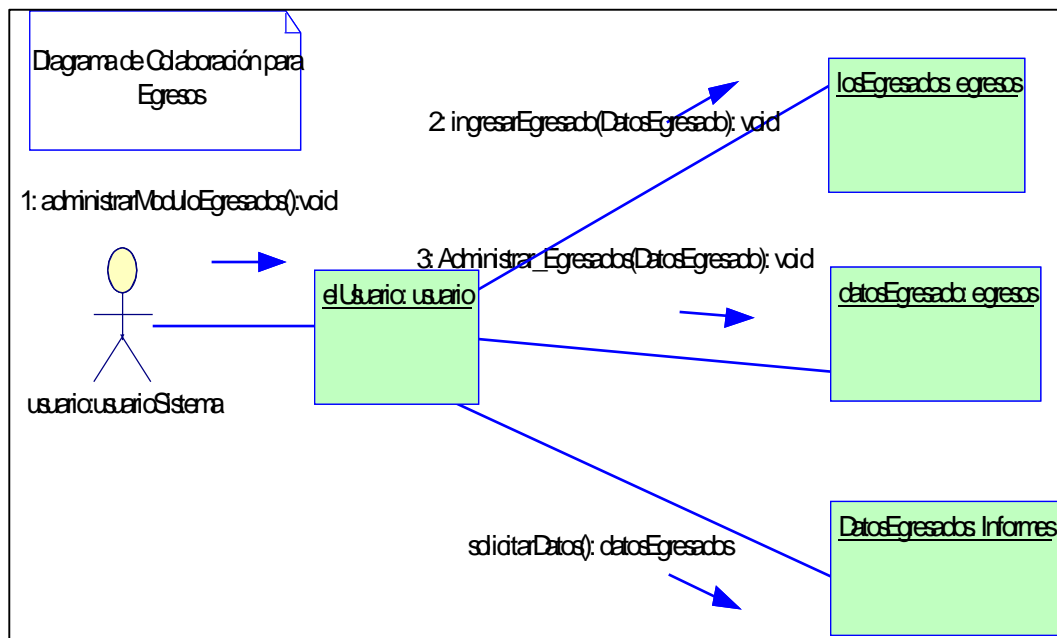 Diagrama de Colaboración para
Egresos
losEgresados: egresos
2: ingresarEgresado(DatosEgresado): void
1: administrarModuloEgresados():void
3: Administrar_Egresados(DatosEgresado): void
elUsuario: usuario
datosEgresado: egresos
usuario:usuarioSistema
DatosEgresados: Informes
solicitarDatos(): datosEgresados